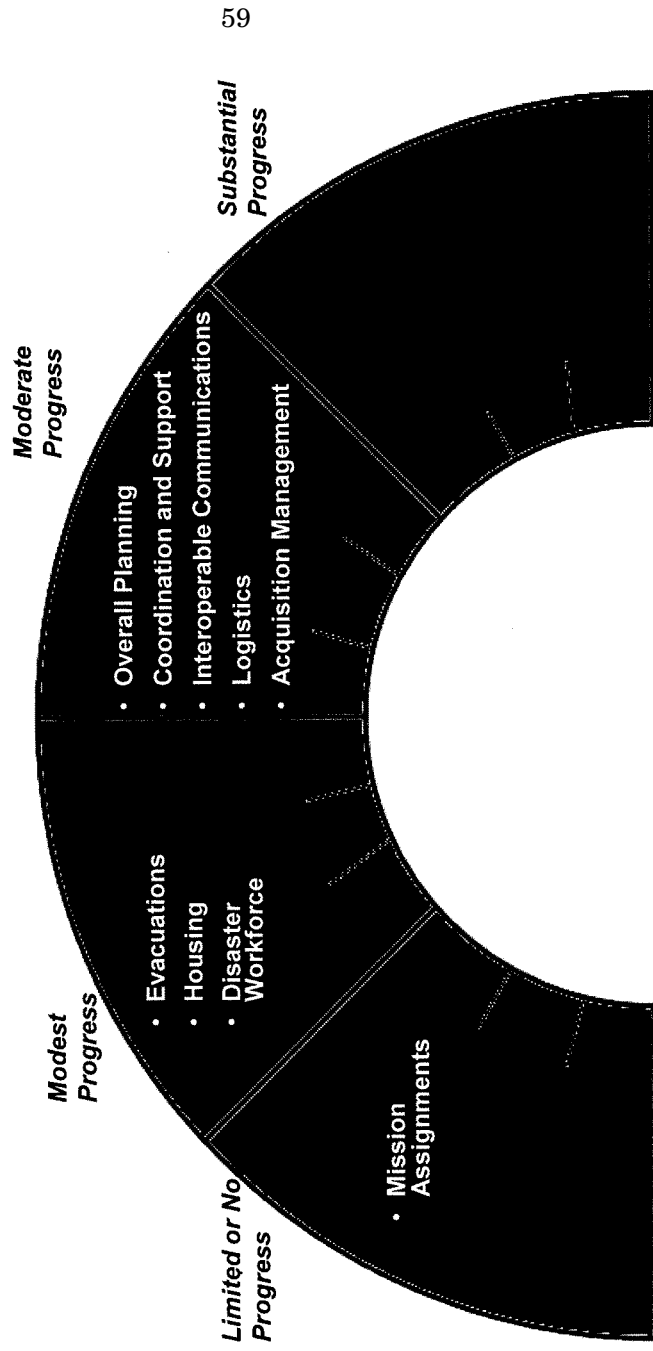 59
Limited or No
Progress
Modest
Progress
Moderate
Progress
Substantial
Progress
• Mission
Assignments
• Evacuations
• Housing
• Disaster
Workforce
• Overall Planning
• Coordination and Support
• Interoperable Communications
• Logistics
• Acquisition Management